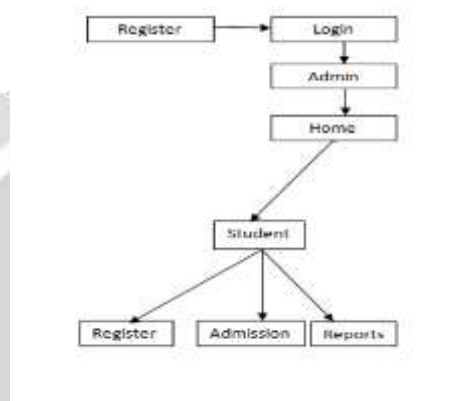 Register
Login
Admin
Home
Student
Register
Admission
Reports